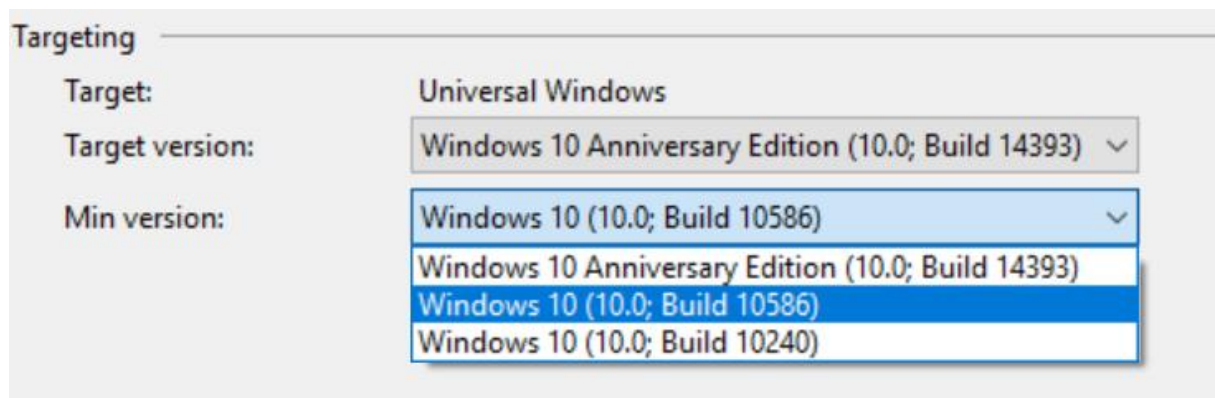 Targeting
Target: Universal Windows
Target version: Windows 10 Anniversary Edition (10.0; Build 14393)
Min version: Windows 10 (10.0; Build 10586)
Windows 10 Anniversary Edition (10.0; Build 14393)
Windows 10 (10.0; Build 10586)
Windows 10 (10.0; Build 10240)